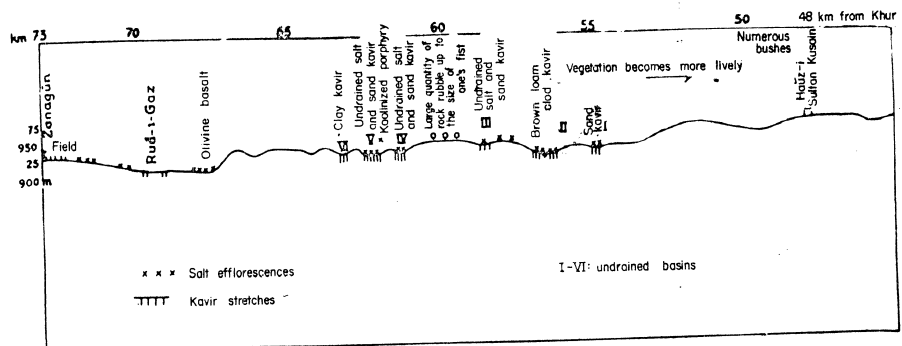 km 73
70
65
60
55
50
48 km from Khur
Zanagūn
Field
75
950
25
900 m
Rud-ı-Gaz
Olivine basalt
Clay kavir
Undrained salt
and sand kavir
Kaolinized porphyry
Undrained salt
and sand kavir
Large quantity of
rock rubble up to
the size of
one's fist
Undrained
salt and
sand kavir
Brown loam
clod kavir
Sand
kavir
I
Vegetation becomes more lively
Numerous
bushes
Hauz-i
Sultan Kusain
x x x Salt efflorescences
Kavir stretches
I-VI: undrained basins